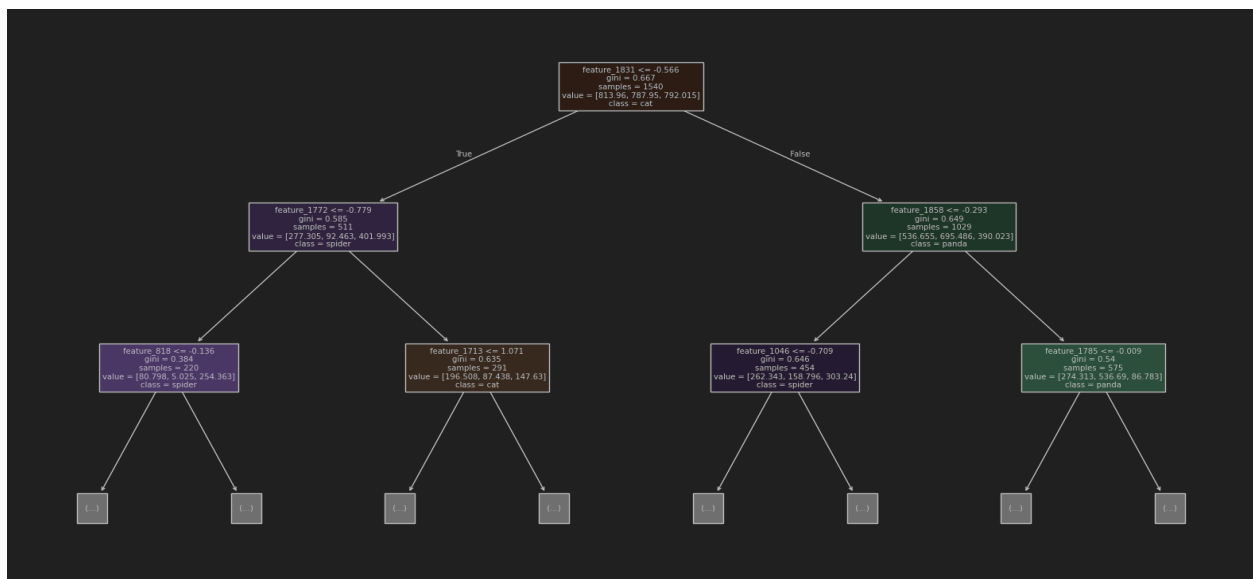 feature_1831 <= -0.566
gini = 0.667
samples = 1540
value = [813.96, 787.95, 792.015]
class = cat
True
False
feature_1772 <= -0.779
gini = 0.585
samples = 511
value = [277.305, 92.463, 401.993]
class = spider
feature_1858 <= -0.293
gini = 0.649
samples = 1029
value = [536.655, 695.486, 390.023]
class = panda
feature_818 <= -0.136
gini = 0.384
samples = 220
value = [80.798, 5.025, 254.363]
class = spider
feature_1713 <= 1.071
gini = 0.635
samples = 291
value = [196.508, 87.438, 147.63]
class = cat
feature_1046 <= -0.709
gini = 0.646
samples = 454
value = [262.343, 158.796, 303.24]
class = spider
feature_1785 <= -0.009
gini = 0.54
samples = 575
value = [274.313, 536.69, 86.783]
class = panda
(...)
(...)
(...)
(...)
(...)
(...)
(...)
(...)